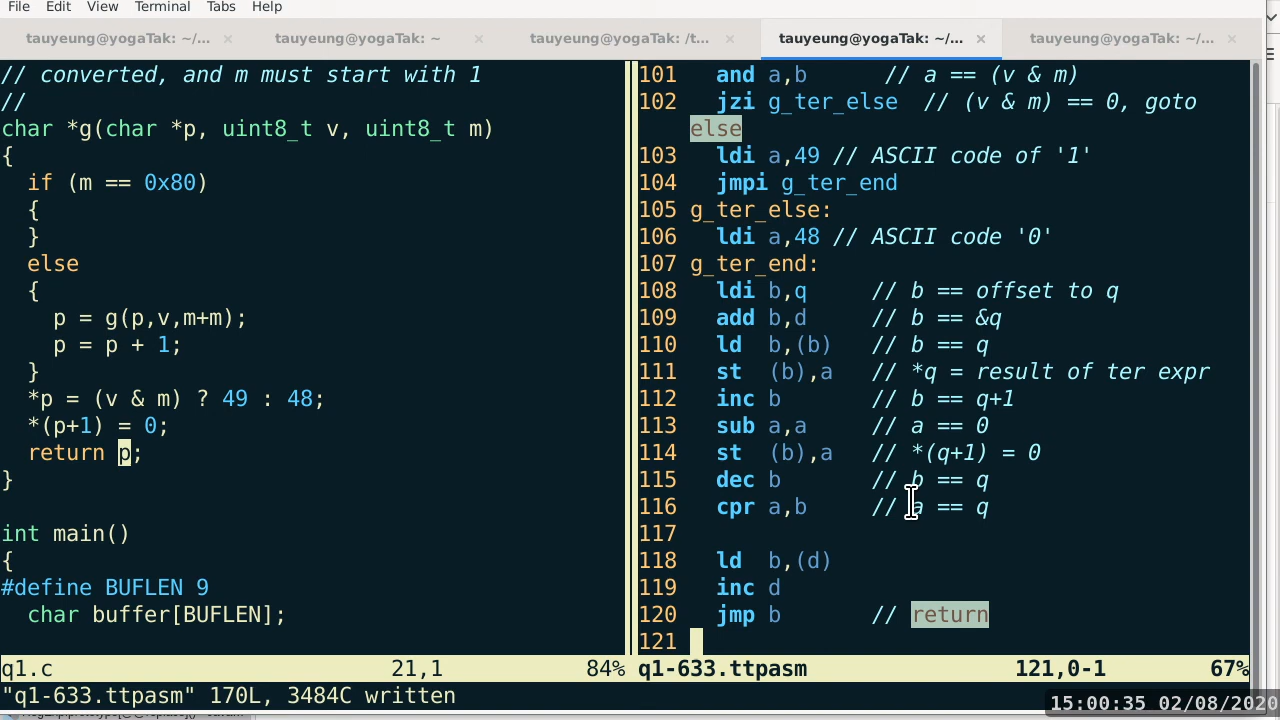 File Edit View Terminal Tabs Help
tauyeung@yogaTak: ~/... × tauyeung@yogaTak: ~ × tauyeung@yogaTak: /t... × tauyeung@yogaTak: ~/... × tauyeung@yogaTak: ~/... ×
// converted, and m must start with 1
//
char *g(char *p, uint8_t v, uint8_t m)
{
  if (m == 0x80)
  {
  }
  else
  {
    p = g(p,v,m+m);
    p = p + 1;
  }
  *p = (v & m) ? 49 : 48;
  *(p+1) = 0;
  return p;
}

int main()
{
#define BUFLEN 9
  char buffer[BUFLEN];
q1.c 21,1 84%
101   and a,b      // a == (v & m)
102   jzi g_ter_else  // (v & m) == 0, goto
else
103   ldi a,49 // ASCII code of '1'
104   jmpi g_ter_end
105 g_ter_else:
106   ldi a,48 // ASCII code '0'
107 g_ter_end:
108   ldi b,q     // b == offset to q
109   add b,d     // b == &q
110   ld  b,(b)   // b == q
111   st  (b),a   // *q = result of ter expr
112   inc b       // b == q+1
113   sub a,a     // a == 0
114   st  (b),a   // *(q+1) = 0
115   dec b       // b == q
116   cpr a,b     // a == q
117
118   ld  b,(d)
119   inc d
120   jmp b       // return
121
q1-633.ttpasm 121,0-1 67%
"q1-633.ttpasm" 170L, 3484C written
15:00:35 02/08/2020